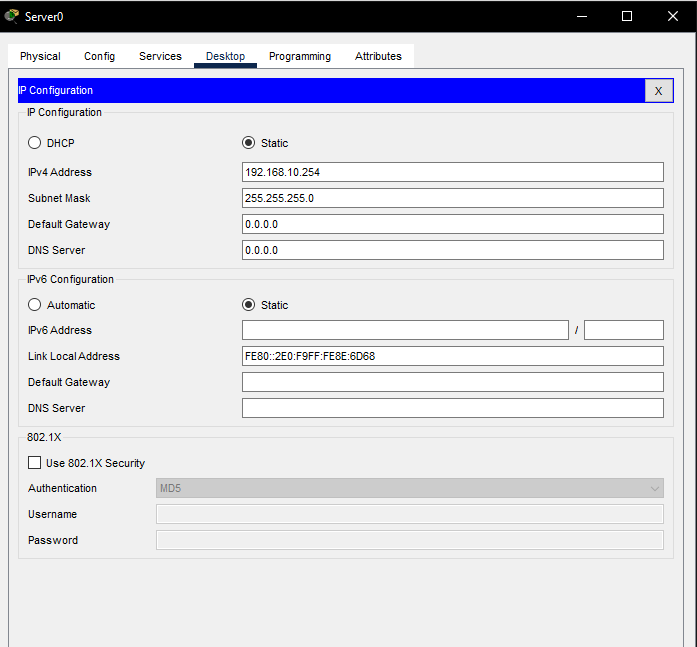 Server0
Physical Config Services Desktop Programming Attributes
IP Configuration X
IP Configuration
DHCP Static
IPv4 Address 192.168.10.254
Subnet Mask 255.255.255.0
Default Gateway 0.0.0.0
DNS Server 0.0.0.0
IPv6 Configuration
Automatic Static
IPv6 Address /
Link Local Address FE80::2E0:F9FF:FE8E:6D68
Default Gateway
DNS Server
802.1X
Use 802.1X Security
Authentication MD5
Username
Password